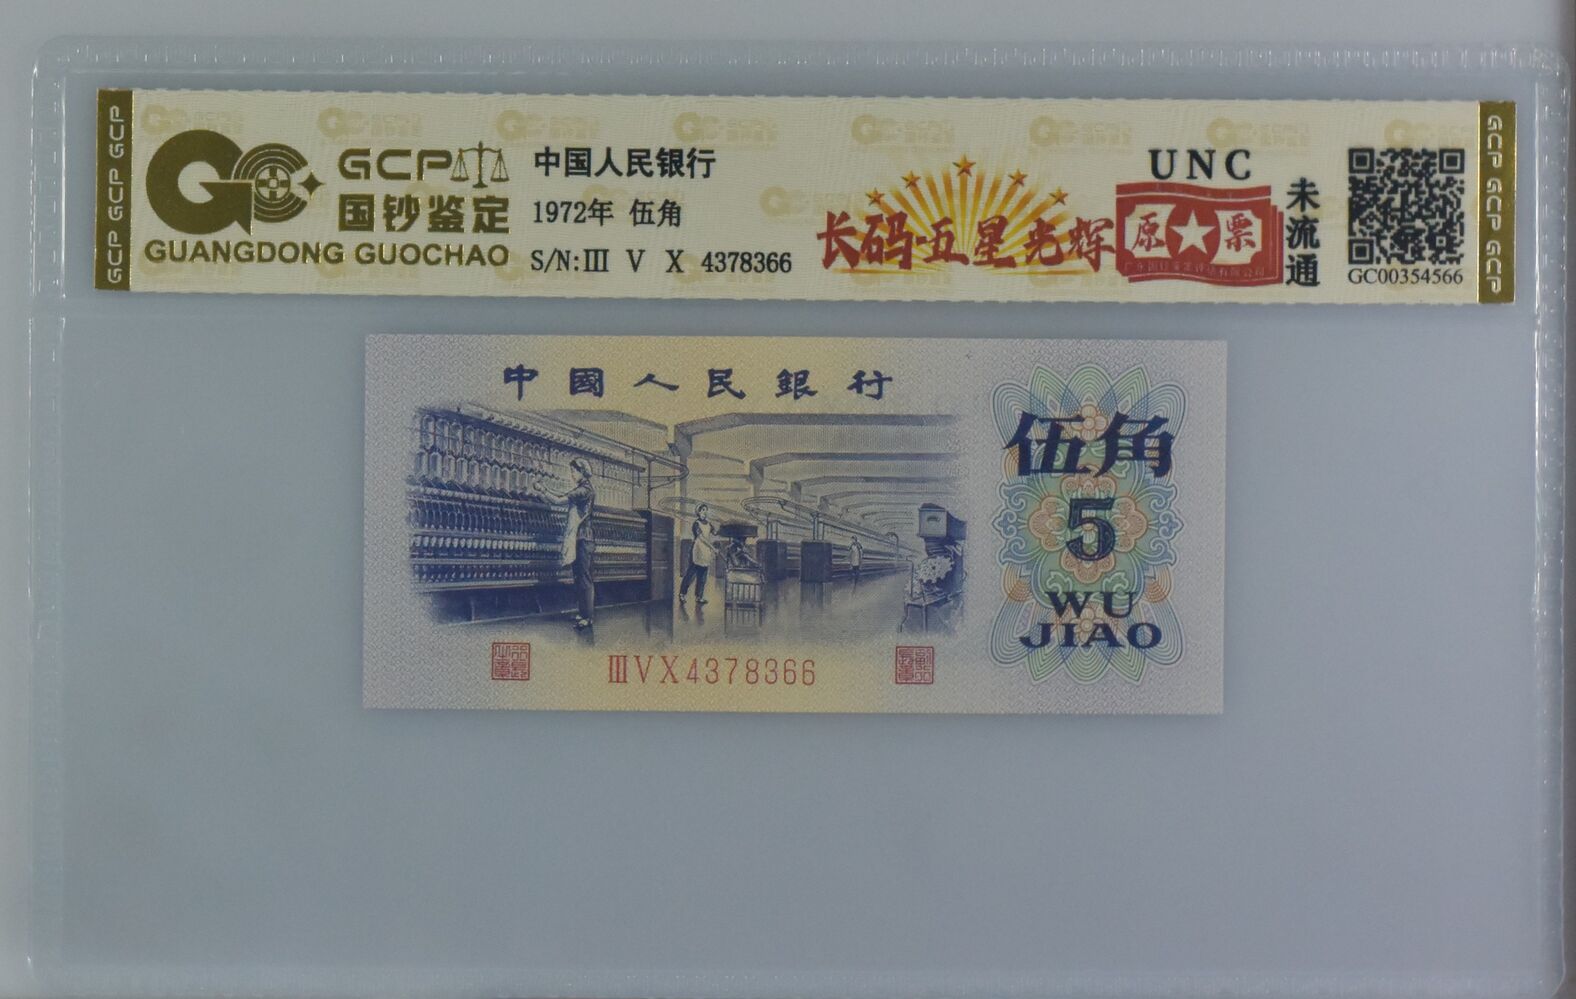 GCP GCP GCP
GCP
国钞鉴定
GUANGDONG GUOCHAO
中国人民银行
1972年 伍角
S/N:Ⅲ V X 4378366
长码·五星光辉
原票
UNC
未流通
GC00354566
GCP GCP GCP
中國人民銀行
伍角
5
WU
JIAO
ⅢVX4378366